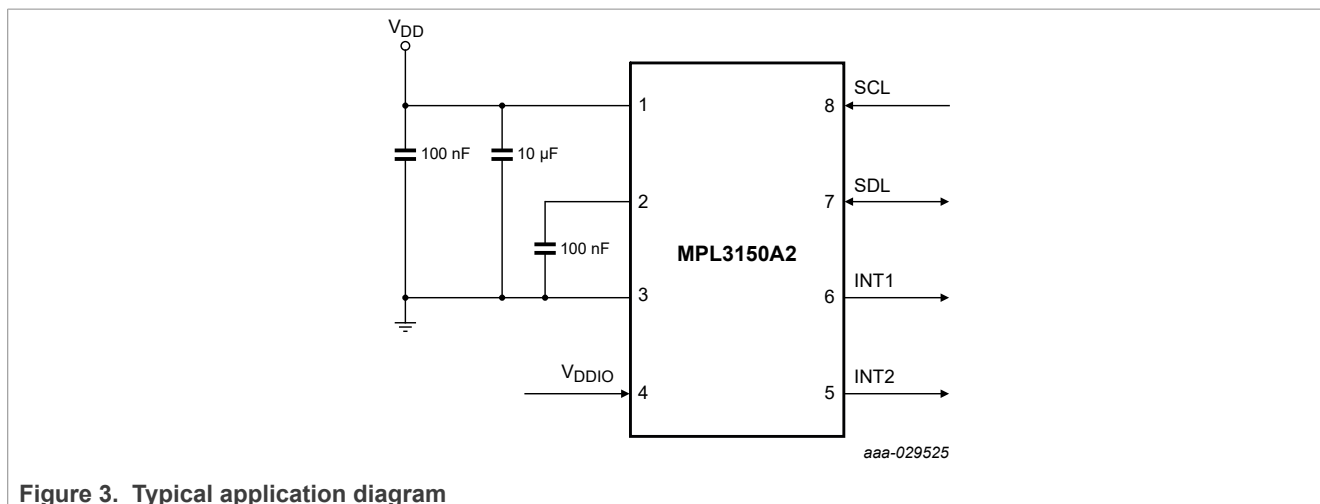 VDD
1
8
SCL
100 nF
10 µF
2
7
SDL
100 nF
MPL3150A2
3
6
INT1
VDDIO
4
5
INT2
aaa-029525
Figure 3. Typical application diagram